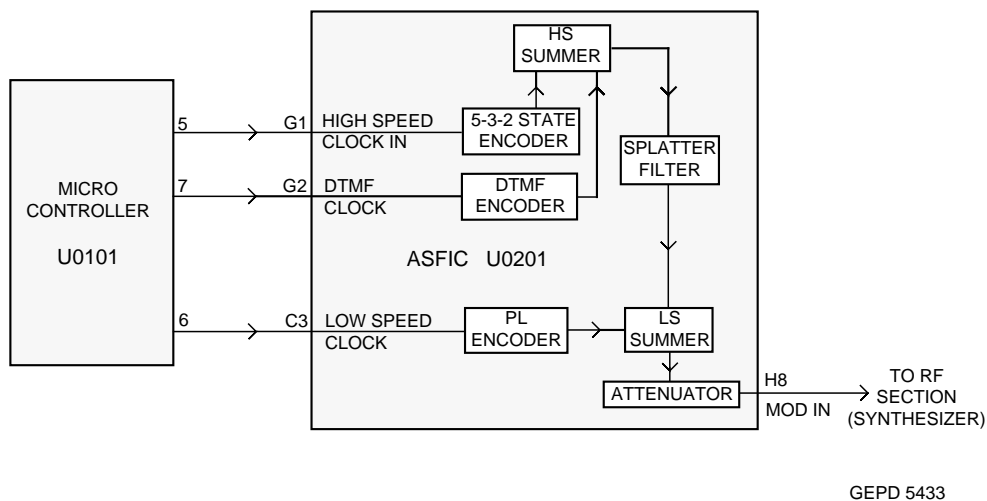 HS
SUMMER
5
G1
HIGH SPEED
CLOCK IN
5-3-2 STATE
ENCODER
SPLATTER
FILTER
MICRO
CONTROLLER
U0101
7
G2
DTMF
CLOCK
DTMF
ENCODER
ASFIC U0201
6
C3
LOW SPEED
CLOCK
PL
ENCODER
LS
SUMMER
ATTENUATOR
H8
MOD IN
TO RF
SECTION
(SYNTHESIZER)
GEPD 5433